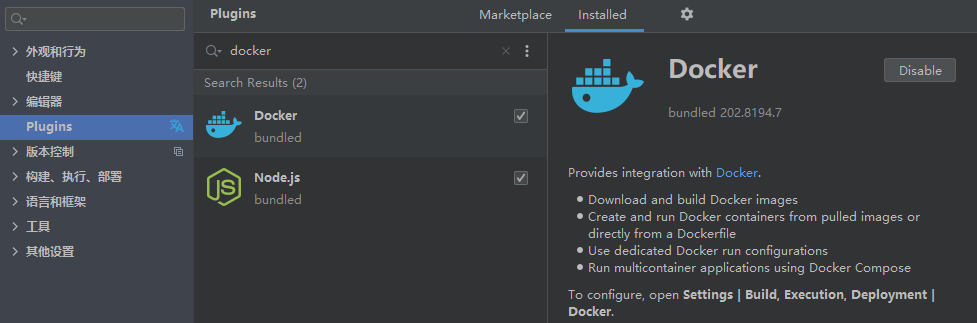 Plugins
Marketplace
Installed
外观和行为
快捷键
编辑器
Plugins
版本控制
构建、执行、部署
语言和框架
工具
其他设置
docker
Search Results (2)
Docker
bundled
Node.js
bundled
Docker
Disable
bundled 202.8194.7
Provides integration with Docker.
Download and build Docker images
Create and run Docker containers from pulled images or
directly from a Dockerfile
Use dedicated Docker run configurations
Run multicontainer applications using Docker Compose
To configure, open Settings | Build, Execution, Deployment |
Docker.